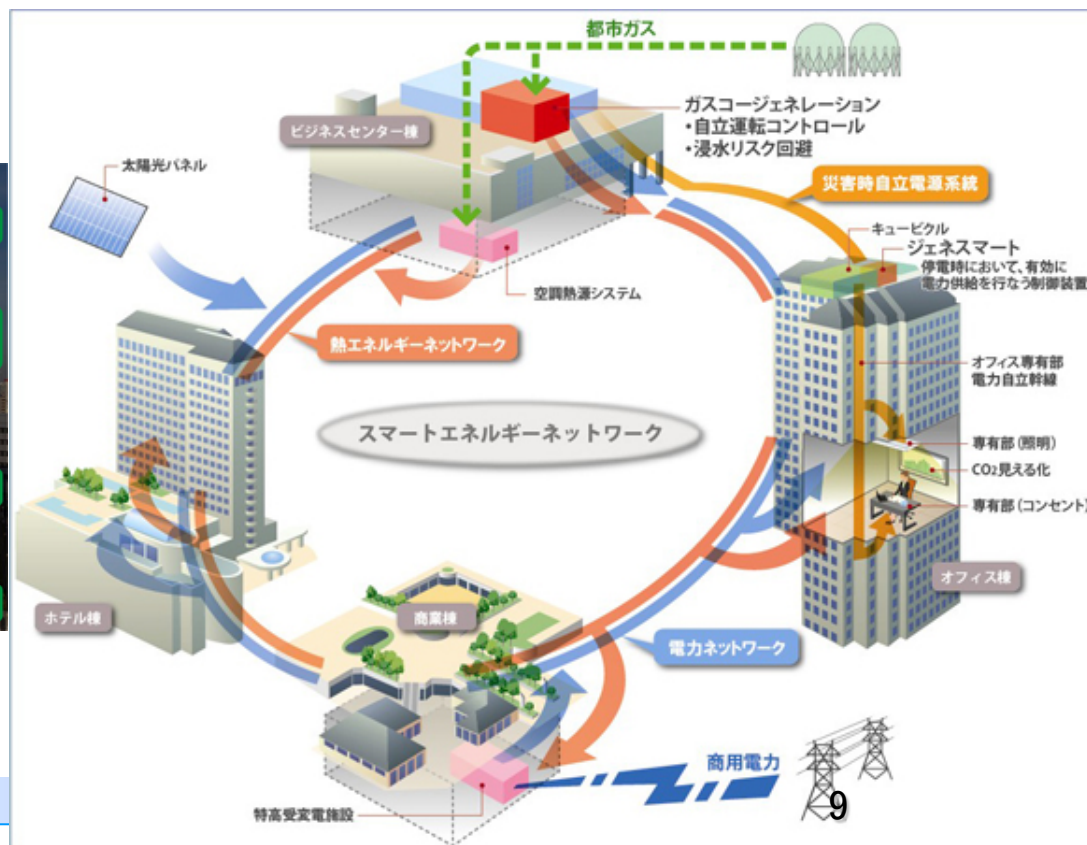 都市ガス
ビジネスセンター棟
ガスコージェネレーション
・自立運転コントロール
・浸水リスク回避
太陽光パネル
災害時自立電源系統
キュービクル
ジェネスマート
停電時において、有効に
電力供給を行なう制御装置
空調熱源システム
熱エネルギーネットワーク
オフィス専有部
電力自立幹線
スマートエネルギーネットワーク
専有部(照明)
CO2見える化
専有部(コンセント)
オフィス棟
ホテル棟
商業棟
電力ネットワーク
商用電力
特高受変電施設
9